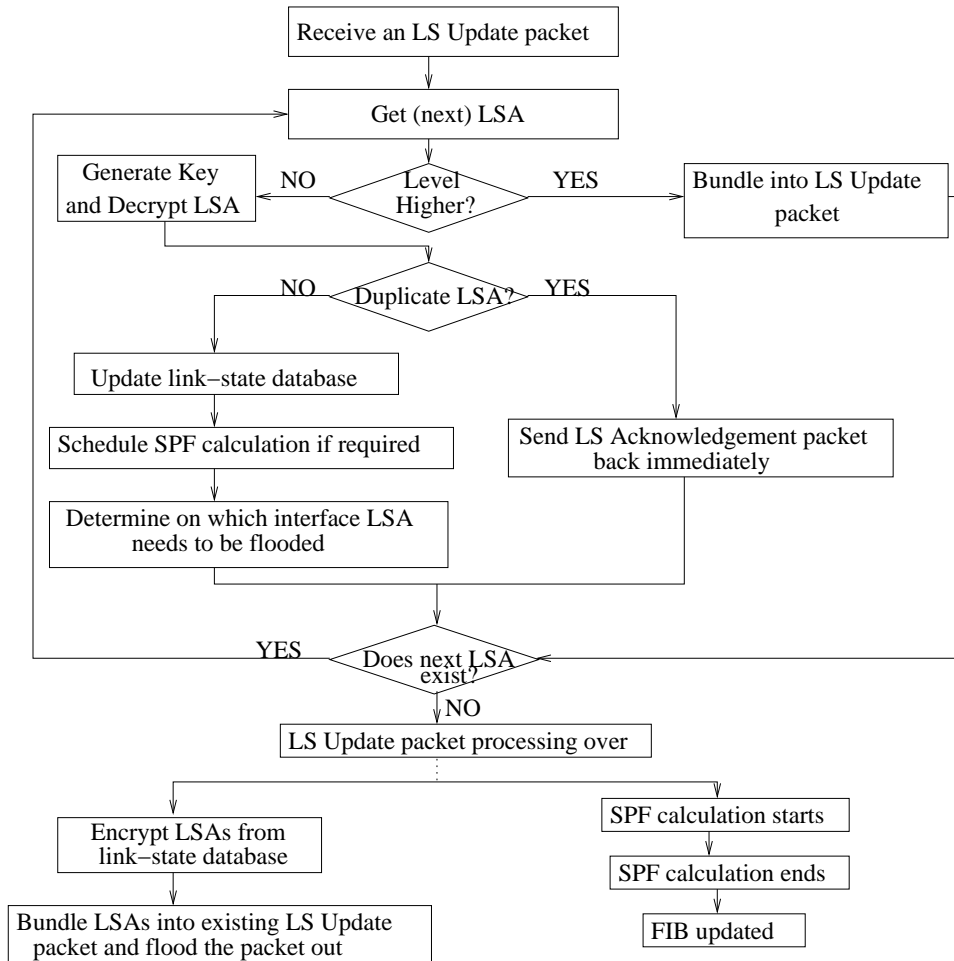 Receive an LS Update packet
Get (next) LSA
Generate Key
and Decrypt LSA
NO
Level
Higher?
YES
Bundle into LS Update
packet
NO
Duplicate LSA?
YES
Update link−state database
Schedule SPF calculation if required
Send LS Acknowledgement packet
back immediately
Determine on which interface LSA
needs to be flooded
YES
Does next LSA
exist?
NO
LS Update packet processing over
Encrypt LSAs from
link−state database
Bundle LSAs into existing LS Update
packet and flood the packet out
SPF calculation starts
SPF calculation ends
FIB updated